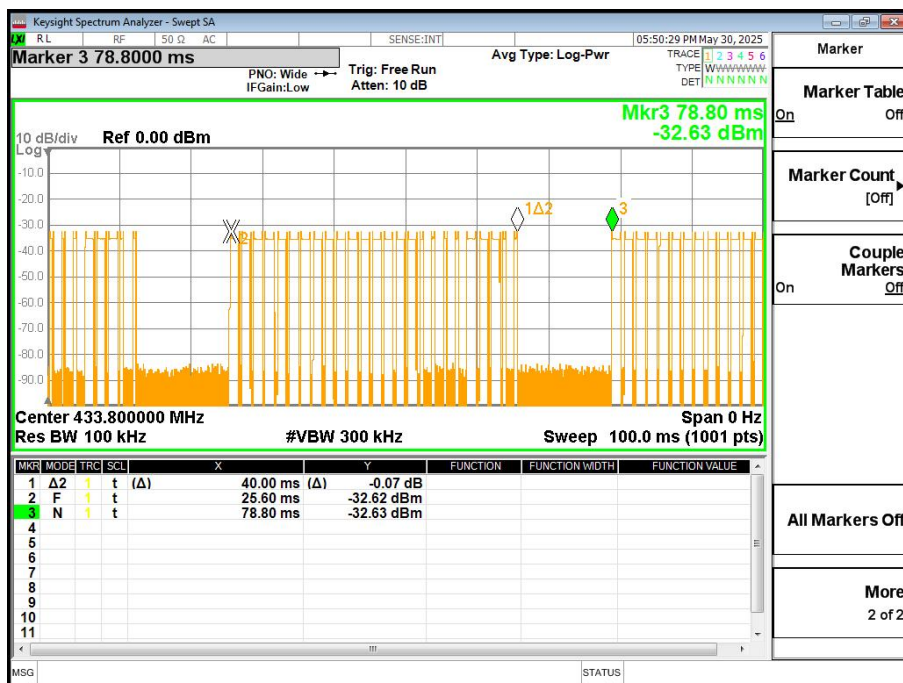 Keysight Spectrum Analyzer - Swept SA
LXI RL RF 50 Ω AC SENSE:INT 05:50:29 PM May 30, 2025
Marker 3 78.8000 ms
PNO: Wide
IFGain:Low
Trig: Free Run
Atten: 10 dB
Avg Type: Log-Pwr
TRACE 1 2 3 4 5 6
TYPE WWWWWW
DET N N N N N N
Mkr3 78.80 ms
-32.63 dBm
10 dB/div Ref 0.00 dBm
Log
-10.0
-20.0
-30.0
-40.0
-50.0
-60.0
-70.0
-80.0
-90.0
2
1Δ2
3
Center 433.800000 MHz Span 0 Hz
Res BW 100 kHz #VBW 300 kHz Sweep 100.0 ms (1001 pts)
MKR MODE TRC SCL X Y FUNCTION FUNCTION WIDTH FUNCTION VALUE
1 Δ2 1 t (Δ) 40.00 ms (Δ) -0.07 dB
2 F 1 t 25.60 ms -32.62 dBm
3 N 1 t 78.80 ms -32.63 dBm
4
5
6
7
8
9
10
11
MSG STATUS
Marker
Marker Table
On Off
Marker Count
[Off]
Couple
Markers
On Off
All Markers Off
More
2 of 2